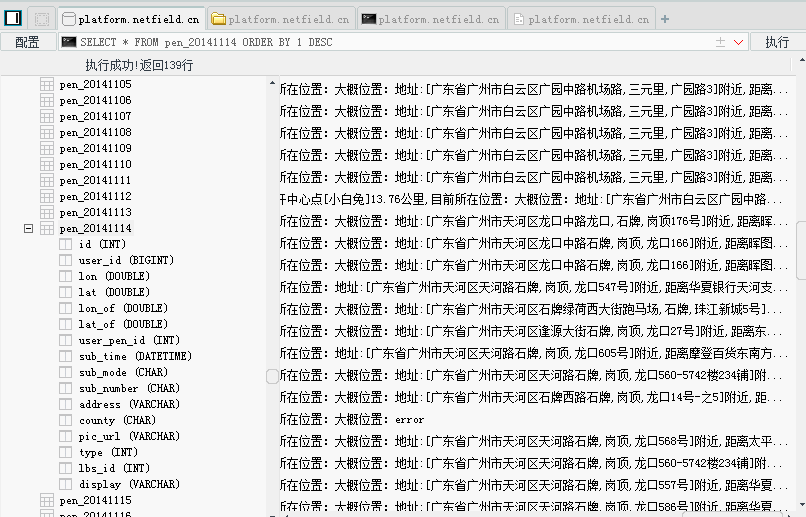 platform.netfield.cn
platform.netfield.cn
platform.netfield.cn
platform.netfield.cn
配置
SELECT * FROM pen_20141114 ORDER BY 1 DESC
执行
执行成功!返回139行
pen_20141105
pen_20141106
pen_20141107
pen_20141108
pen_20141109
pen_20141110
pen_20141111
pen_20141112
pen_20141113
pen_20141114
id (INT)
user_id (BIGINT)
lon (DOUBLE)
lat (DOUBLE)
lon_of (DOUBLE)
lat_of (DOUBLE)
user_pen_id (INT)
sub_time (DATETIME)
sub_mode (CHAR)
sub_number (CHAR)
address (VARCHAR)
county (CHAR)
pic_url (VARCHAR)
type (INT)
lbs_id (INT)
display (VARCHAR)
pen_20141115
pen_20141116
所在位置: 大概位置: 地址:[广东省广州市白云区广园中路机场路,三元里,广园路3]附近,距离...
所在位置: 大概位置: 地址:[广东省广州市白云区广园中路机场路,三元里,广园路3]附近,距离...
所在位置: 大概位置: 地址:[广东省广州市白云区广园中路机场路,三元里,广园路3]附近,距离...
所在位置: 大概位置: 地址:[广东省广州市白云区广园中路机场路,三元里,广园路3]附近,距离...
所在位置: 大概位置: 地址:[广东省广州市白云区广园中路机场路,三元里,广园路3]附近,距离...
开中心点[小白兔]13.76公里,目前所在位置: 大概位置: 地址:[广东省广州市白云区广园中路...
所在位置: 大概位置: 地址:[广东省广州市天河区龙口中路龙口,石牌,岗顶176号]附近,距离晖...
所在位置: 大概位置: 地址:[广东省广州市天河区龙口中路石牌,岗顶,龙口166]附近,距离晖图...
所在位置: 大概位置: 地址:[广东省广州市天河区龙口中路石牌,岗顶,龙口166]附近,距离晖图...
所在位置: 地址:[广东省广州市天河区天河路石牌,岗顶,龙口547号]附近,距离华夏银行天河支...
所在位置: 大概位置: 地址:[广东省广州市天河区石牌绿荷西大街跑马场,石牌,珠江新城5号]...
所在位置: 大概位置: 地址:[广东省广州市天河区逢源大街石牌,岗顶,龙口27号]附近,距离东...
所在位置: 地址:[广东省广州市天河区天河路石牌,岗顶,龙口605号]附近,距离摩登百货东南方...
所在位置: 大概位置: 地址:[广东省广州市天河区天河路石牌,岗顶,龙口560-5742楼234铺]附...
所在位置: 大概位置: 地址:[广东省广州市天河区石牌西路石牌,岗顶,龙口14号-之5]附近,距...
所在位置: 大概位置: error
所在位置: 大概位置: 地址:[广东省广州市天河区天河路石牌,岗顶,龙口568号]附近,距离太平...
所在位置: 大概位置: 地址:[广东省广州市天河区天河路石牌,岗顶,龙口560-5742楼234铺]附...
所在位置: 大概位置: 地址:[广东省广州市天河区天河路石牌,岗顶,龙口557号]附近,距离华夏...
所在位置: 大概位置: 地址:[广东省广州市天河区天河路石牌,岗顶,龙口586号]附近,距离华夏...